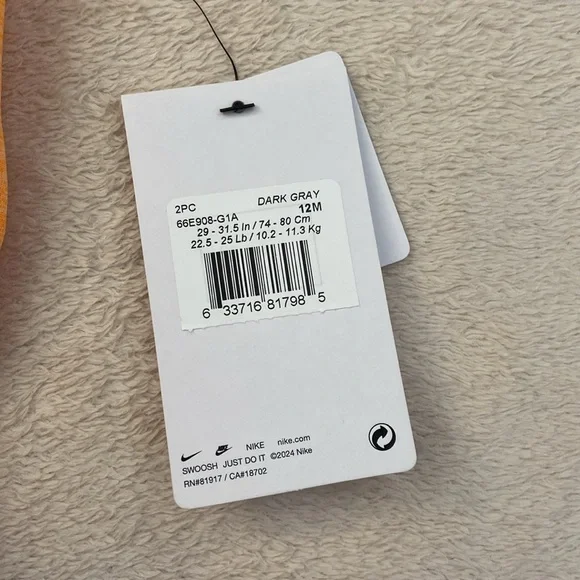 2PC DARK GRAY
66E908-G1A 12M
29 - 31.5 In / 74 - 80 Cm
22.5 - 25 Lb / 10.2 - 11.3 Kg
6 33716 81798 5
NIKE nike.com
SWOOSH JUST DO IT ©2024 Nike
RN#81917 / CA#18702